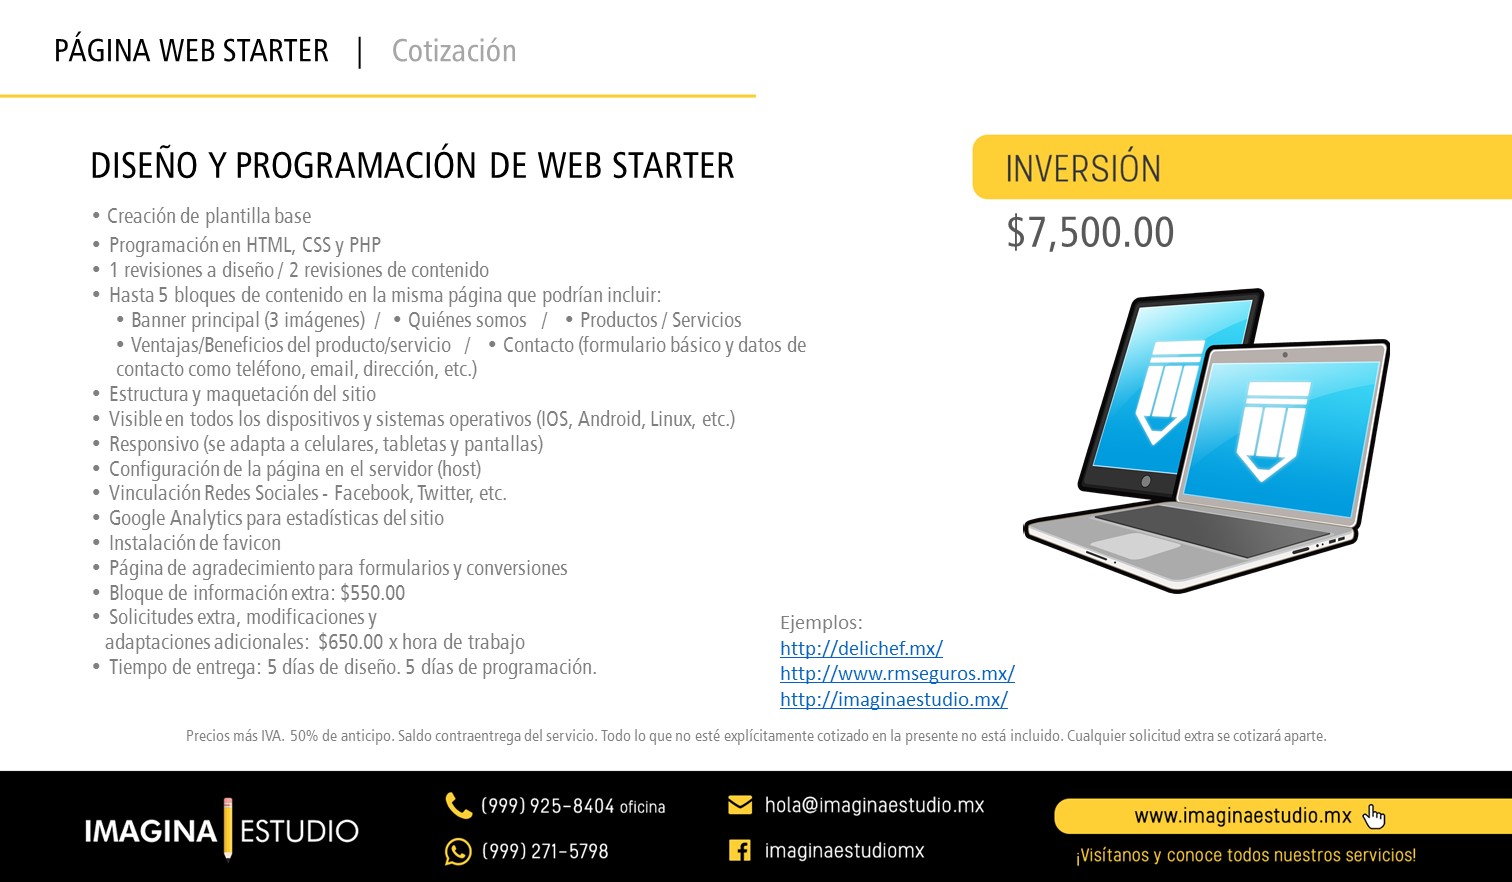 PÁGINA WEB STARTER | Cotización
DISEÑO Y PROGRAMACIÓN DE WEB STARTER
• Creación de plantilla base
• Programación en HTML, CSS y PHP
• 1 revisiones a diseño / 2 revisiones de contenido
• Hasta 5 bloques de contenido en la misma página que podrían incluir:
• Banner principal (3 imágenes) / • Quiénes somos / • Productos / Servicios
• Ventajas/Beneficios del producto/servicio / • Contacto (formulario básico y datos de
contacto como teléfono, email, dirección, etc.)
• Estructura y maquetación del sitio
• Visible en todos los dispositivos y sistemas operativos (IOS, Android, Linux, etc.)
• Responsivo (se adapta a celulares, tabletas y pantallas)
• Configuración de la página en el servidor (host)
• Vinculación Redes Sociales - Facebook, Twitter, etc.
• Google Analytics para estadísticas del sitio
• Instalación de favicon
• Página de agradecimiento para formularios y conversiones
• Bloque de información extra: $550.00
• Solicitudes extra, modificaciones y
adaptaciones adicionales: $650.00 x hora de trabajo
• Tiempo de entrega: 5 días de diseño. 5 días de programación.
INVERSIÓN
$7,500.00
Ejemplos:
http://delichef.mx/
http://www.rmseguros.mx/
http://imaginaestudio.mx/
Precios más IVA. 50% de anticipo. Saldo contraentrega del servicio. Todo lo que no esté explícitamente cotizado en la presente no está incluido. Cualquier solicitud extra se cotizará aparte.
IMAGINA ESTUDIO
(999) 925-8404 oficina
(999) 271-5798
hola@imaginaestudio.mx
imaginaestudiomx
www.imaginaestudio.mx
¡Visítanos y conoce todos nuestros servicios!